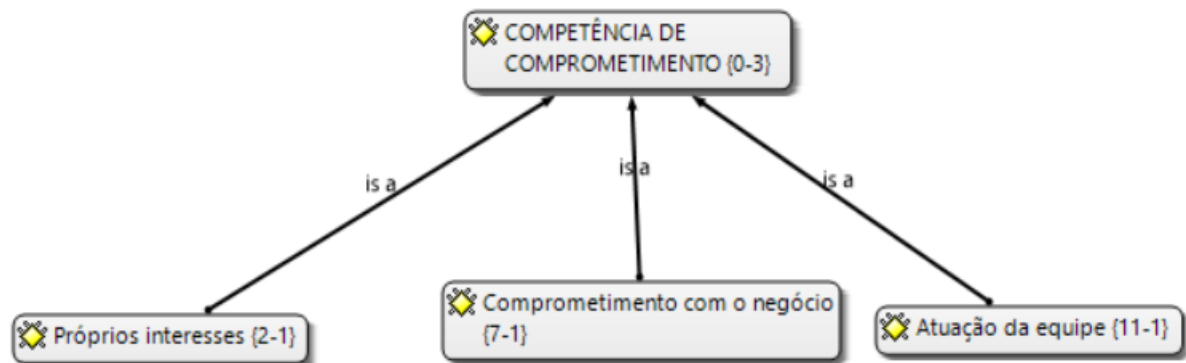 COMPETÊNCIA DE
COMPROMETIMENTO {0-3}
is a
is a
is a
Próprios interesses {2-1}
Comprometimento com o negócio
{7-1}
Atuação da equipe {11-1}